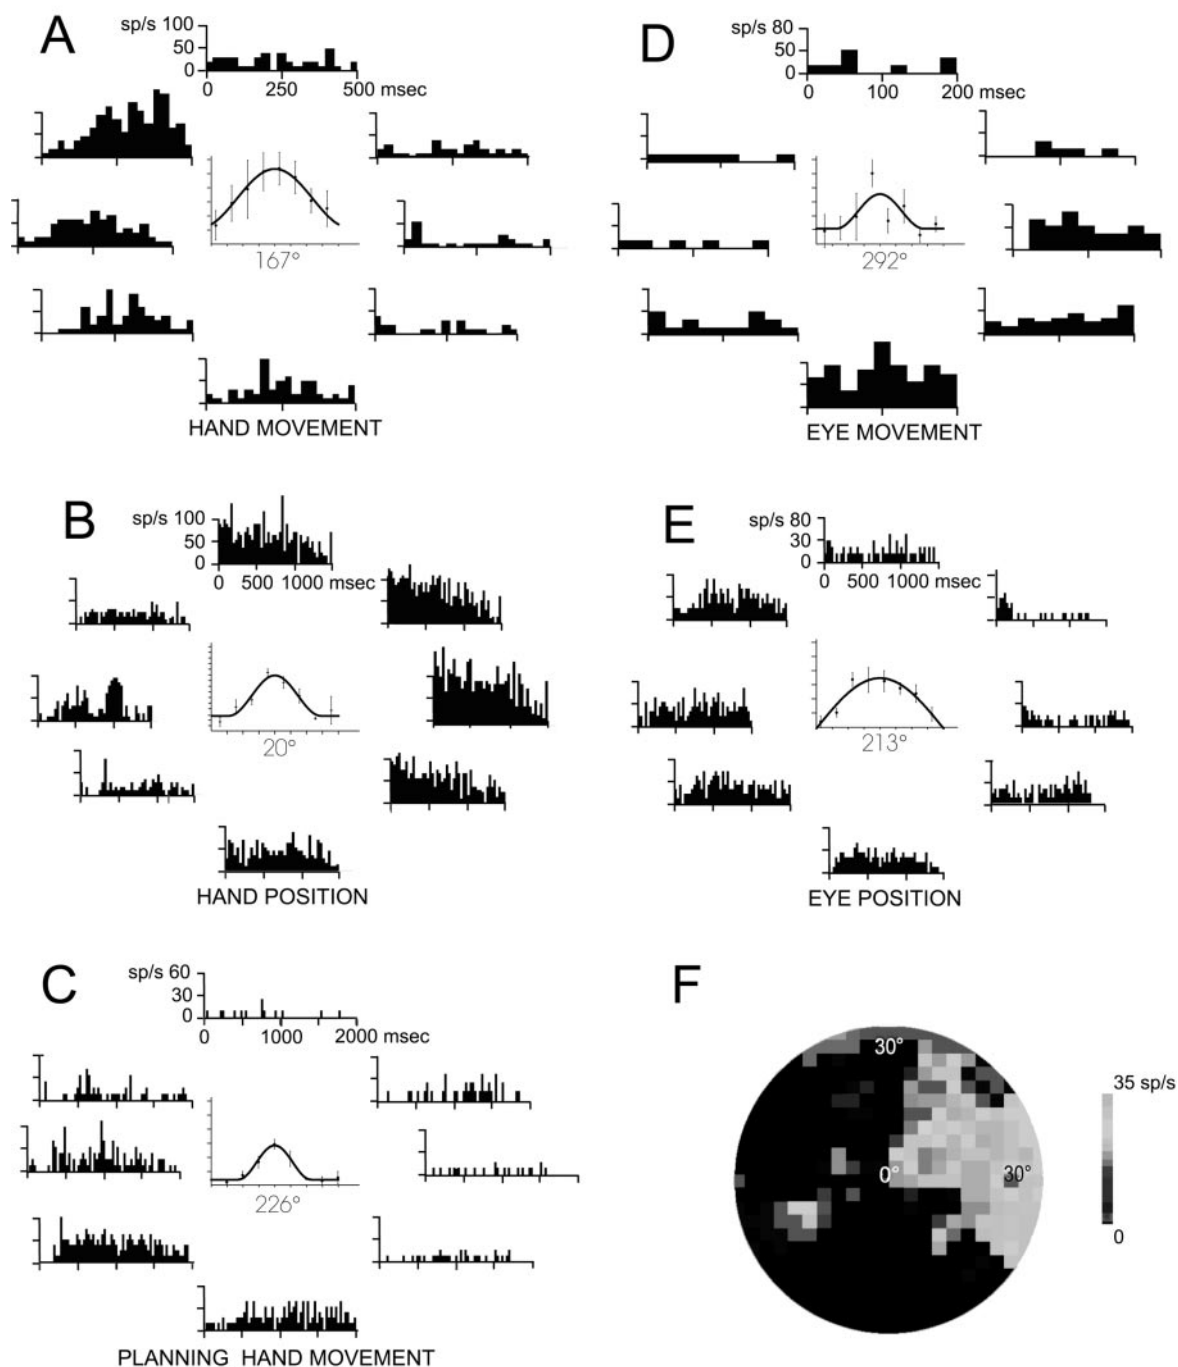 A
sp/s 100
50
0
0 250 500 msec
167°
HAND MOVEMENT
D
sp/s 80
50
0
0 100 200 msec
292°
EYE MOVEMENT
B
sp/s 100
50
0
0 500 1000 msec
20°
HAND POSITION
E
sp/s 80
30
0
0 500 1000 msec
213°
EYE POSITION
C
sp/s 60
30
0
0 1000 2000 msec
226°
PLANNING HAND MOVEMENT
F
30°
0° 30°
35 sp/s
0